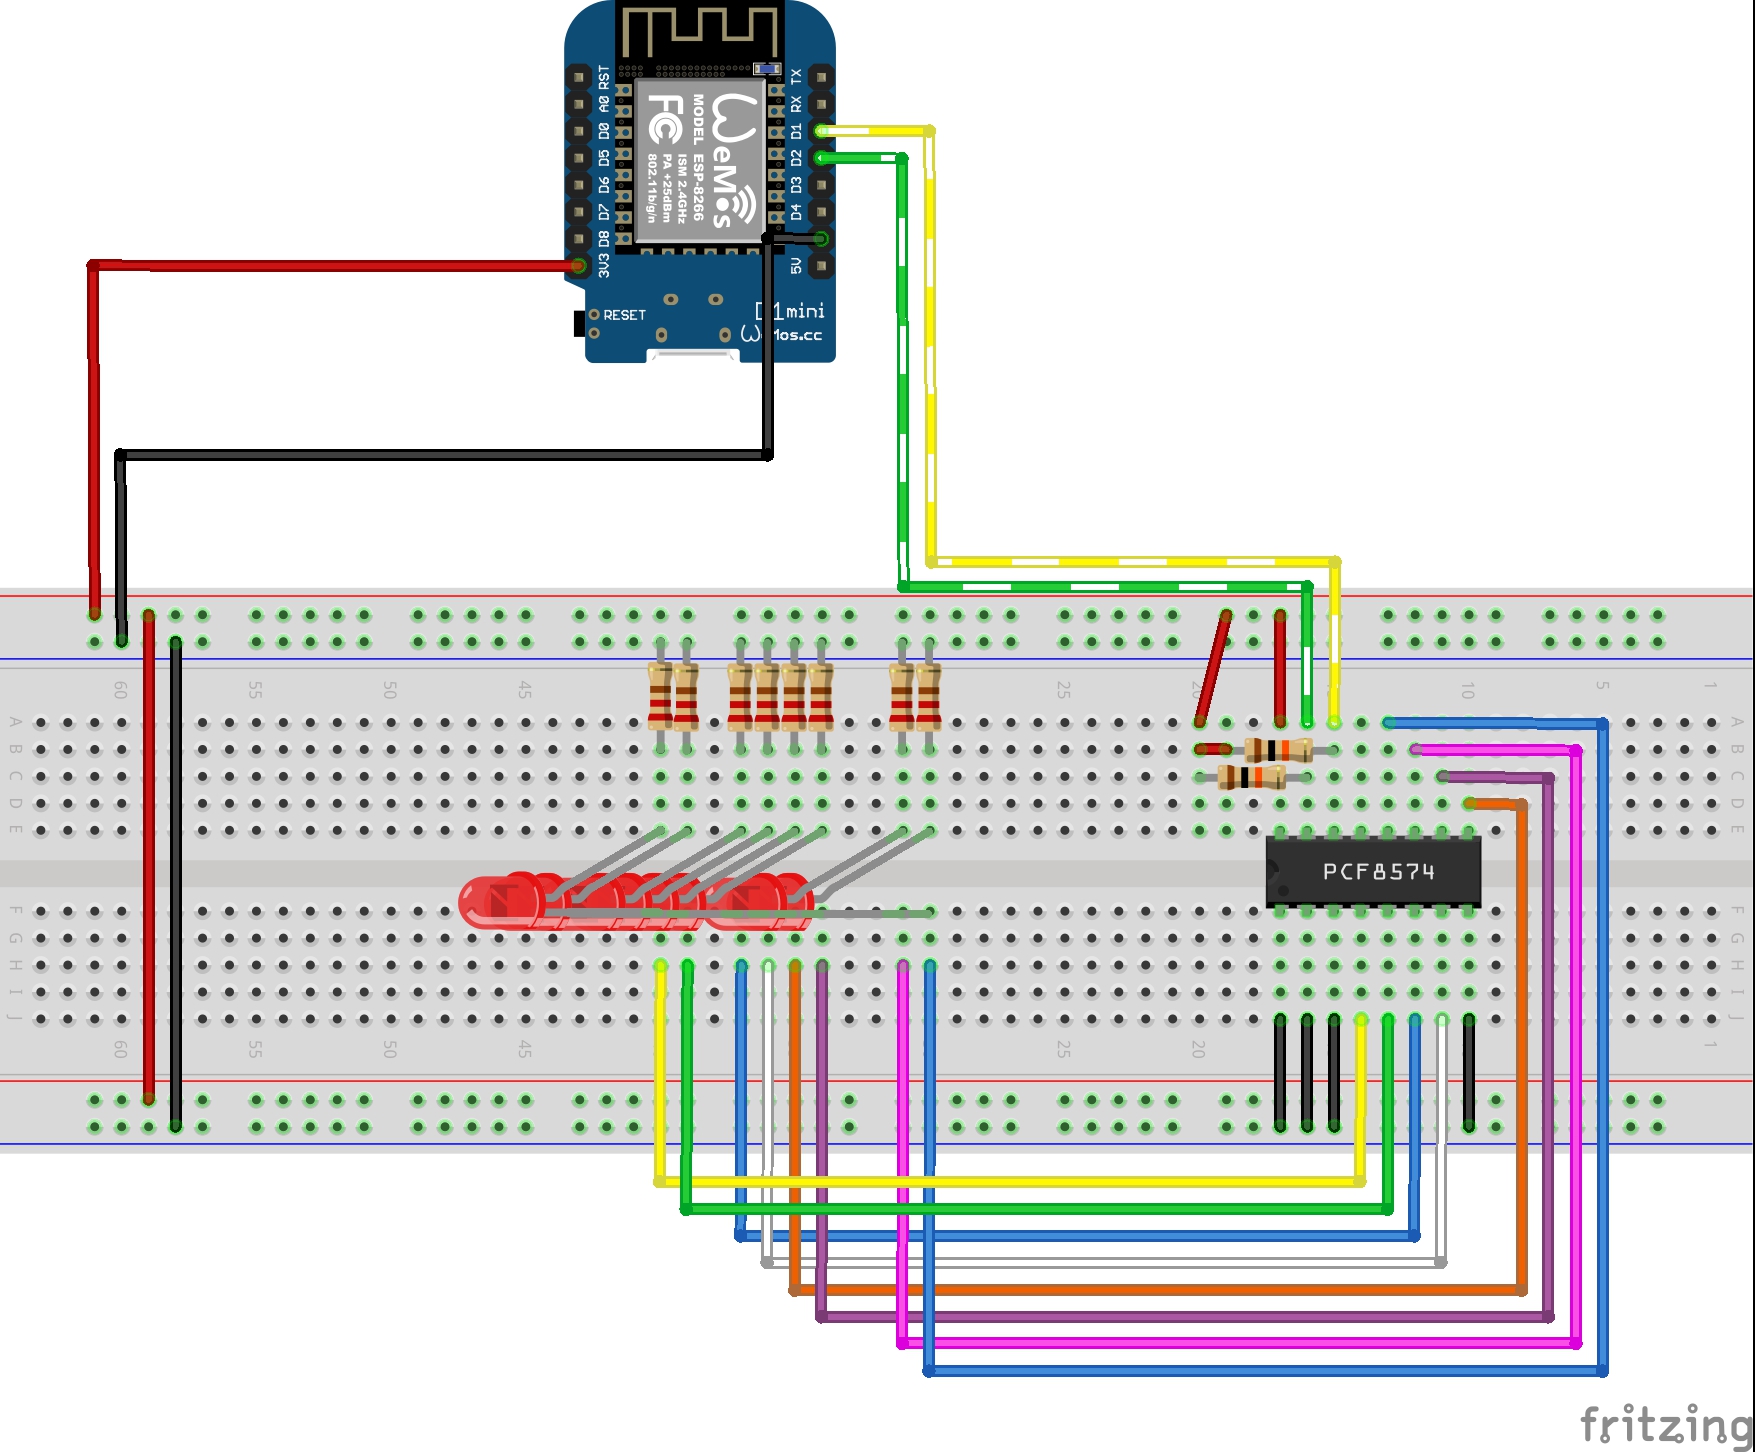 RST
A0
D0
D5
D6
D7
D8
3V3
TX
RX
D1
D2
D3
D4
5V
WeMos
MODEL ESP-8266
ISM 2.4GHz
PA +25dBm
802.11b/g/n
FC
RESET
D1 mini
WeMos.cc
60 55 50 45 25 20 10 5 1
A A
B B
C C
D D
E E
PCF8574
F F
G G
H H
I I
J J
60 55 50 45 25 20 1
fritzing